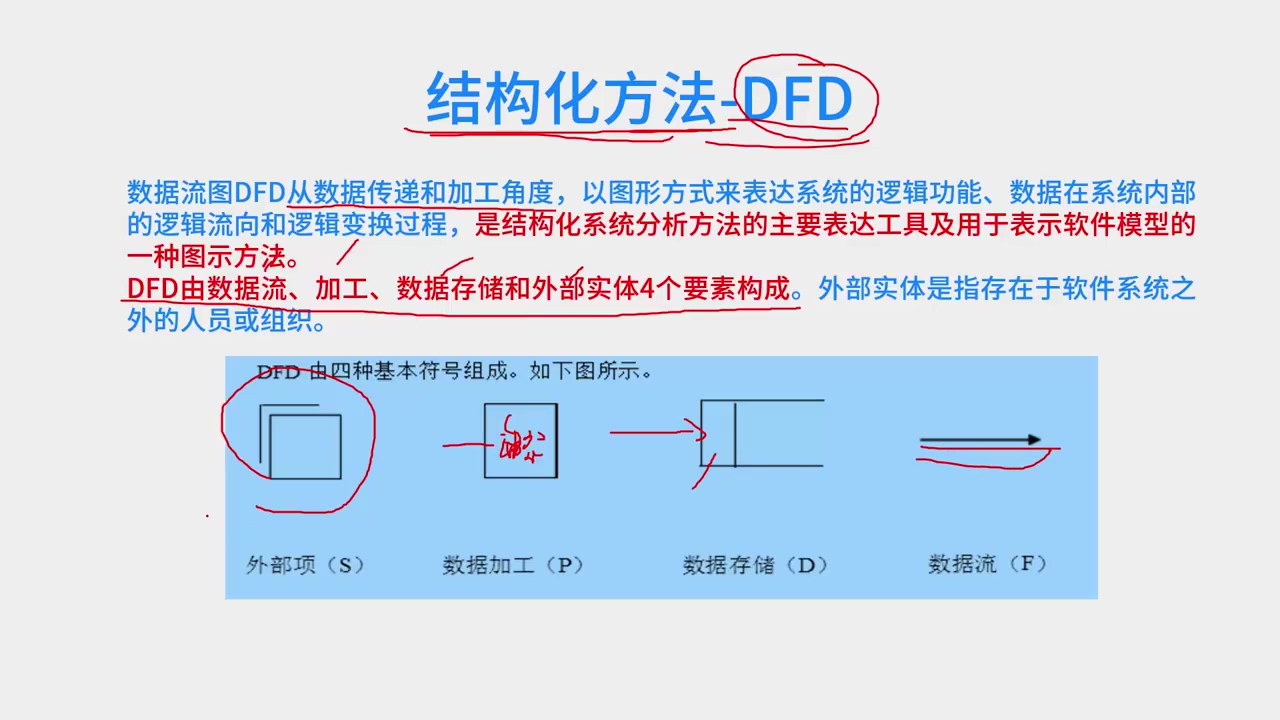 结构化方法-DFD
数据流图DFD从数据传递和加工角度，以图形方式来表达系统的逻辑功能、数据在系统内部
的逻辑流向和逻辑变换过程，是结构化系统分析方法的主要表达工具及用于表示软件模型的
一种图示方法。
DFD由数据流、加工、数据存储和外部实体4个要素构成。外部实体是指存在于软件系统之
外的人员或组织。
DFD 由四种基本符号组成。如下图所示。
外部项（S） 数据加工（P） 数据存储（D） 数据流（F）